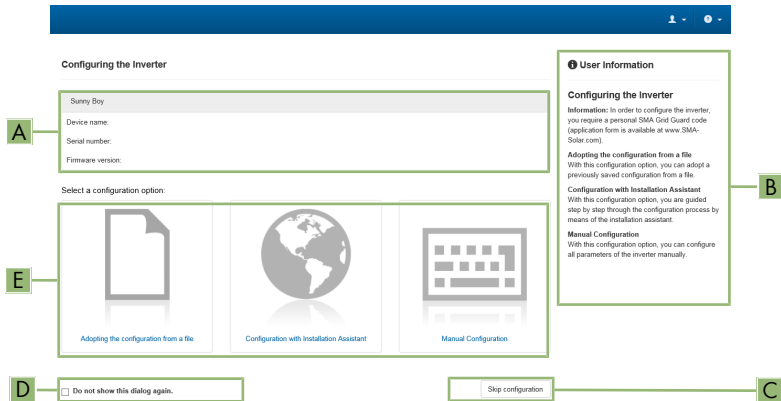 Configuring the Inverter
Sunny Boy
Device name:
Serial number:
Firmware version:
A
Select a configuration option:
E
Adopting the configuration from a file
Configuration with Installation Assistant
Manual Configuration
D
Do not show this dialog again.
Skip configuration
C
User Information
Configuring the Inverter
Information: In order to configure the inverter,
you require a personal SMA Grid Guard code
(application form is available at www.SMA-
Solar.com).
Adopting the configuration from a file
With this configuration option, you can adopt a
previously saved configuration from a file.
Configuration with Installation Assistant
With this configuration option, you are guided
step by step through the configuration process by
means of the installation assistant.
Manual Configuration
With this configuration option, you can configure
all parameters of the inverter manually.
B